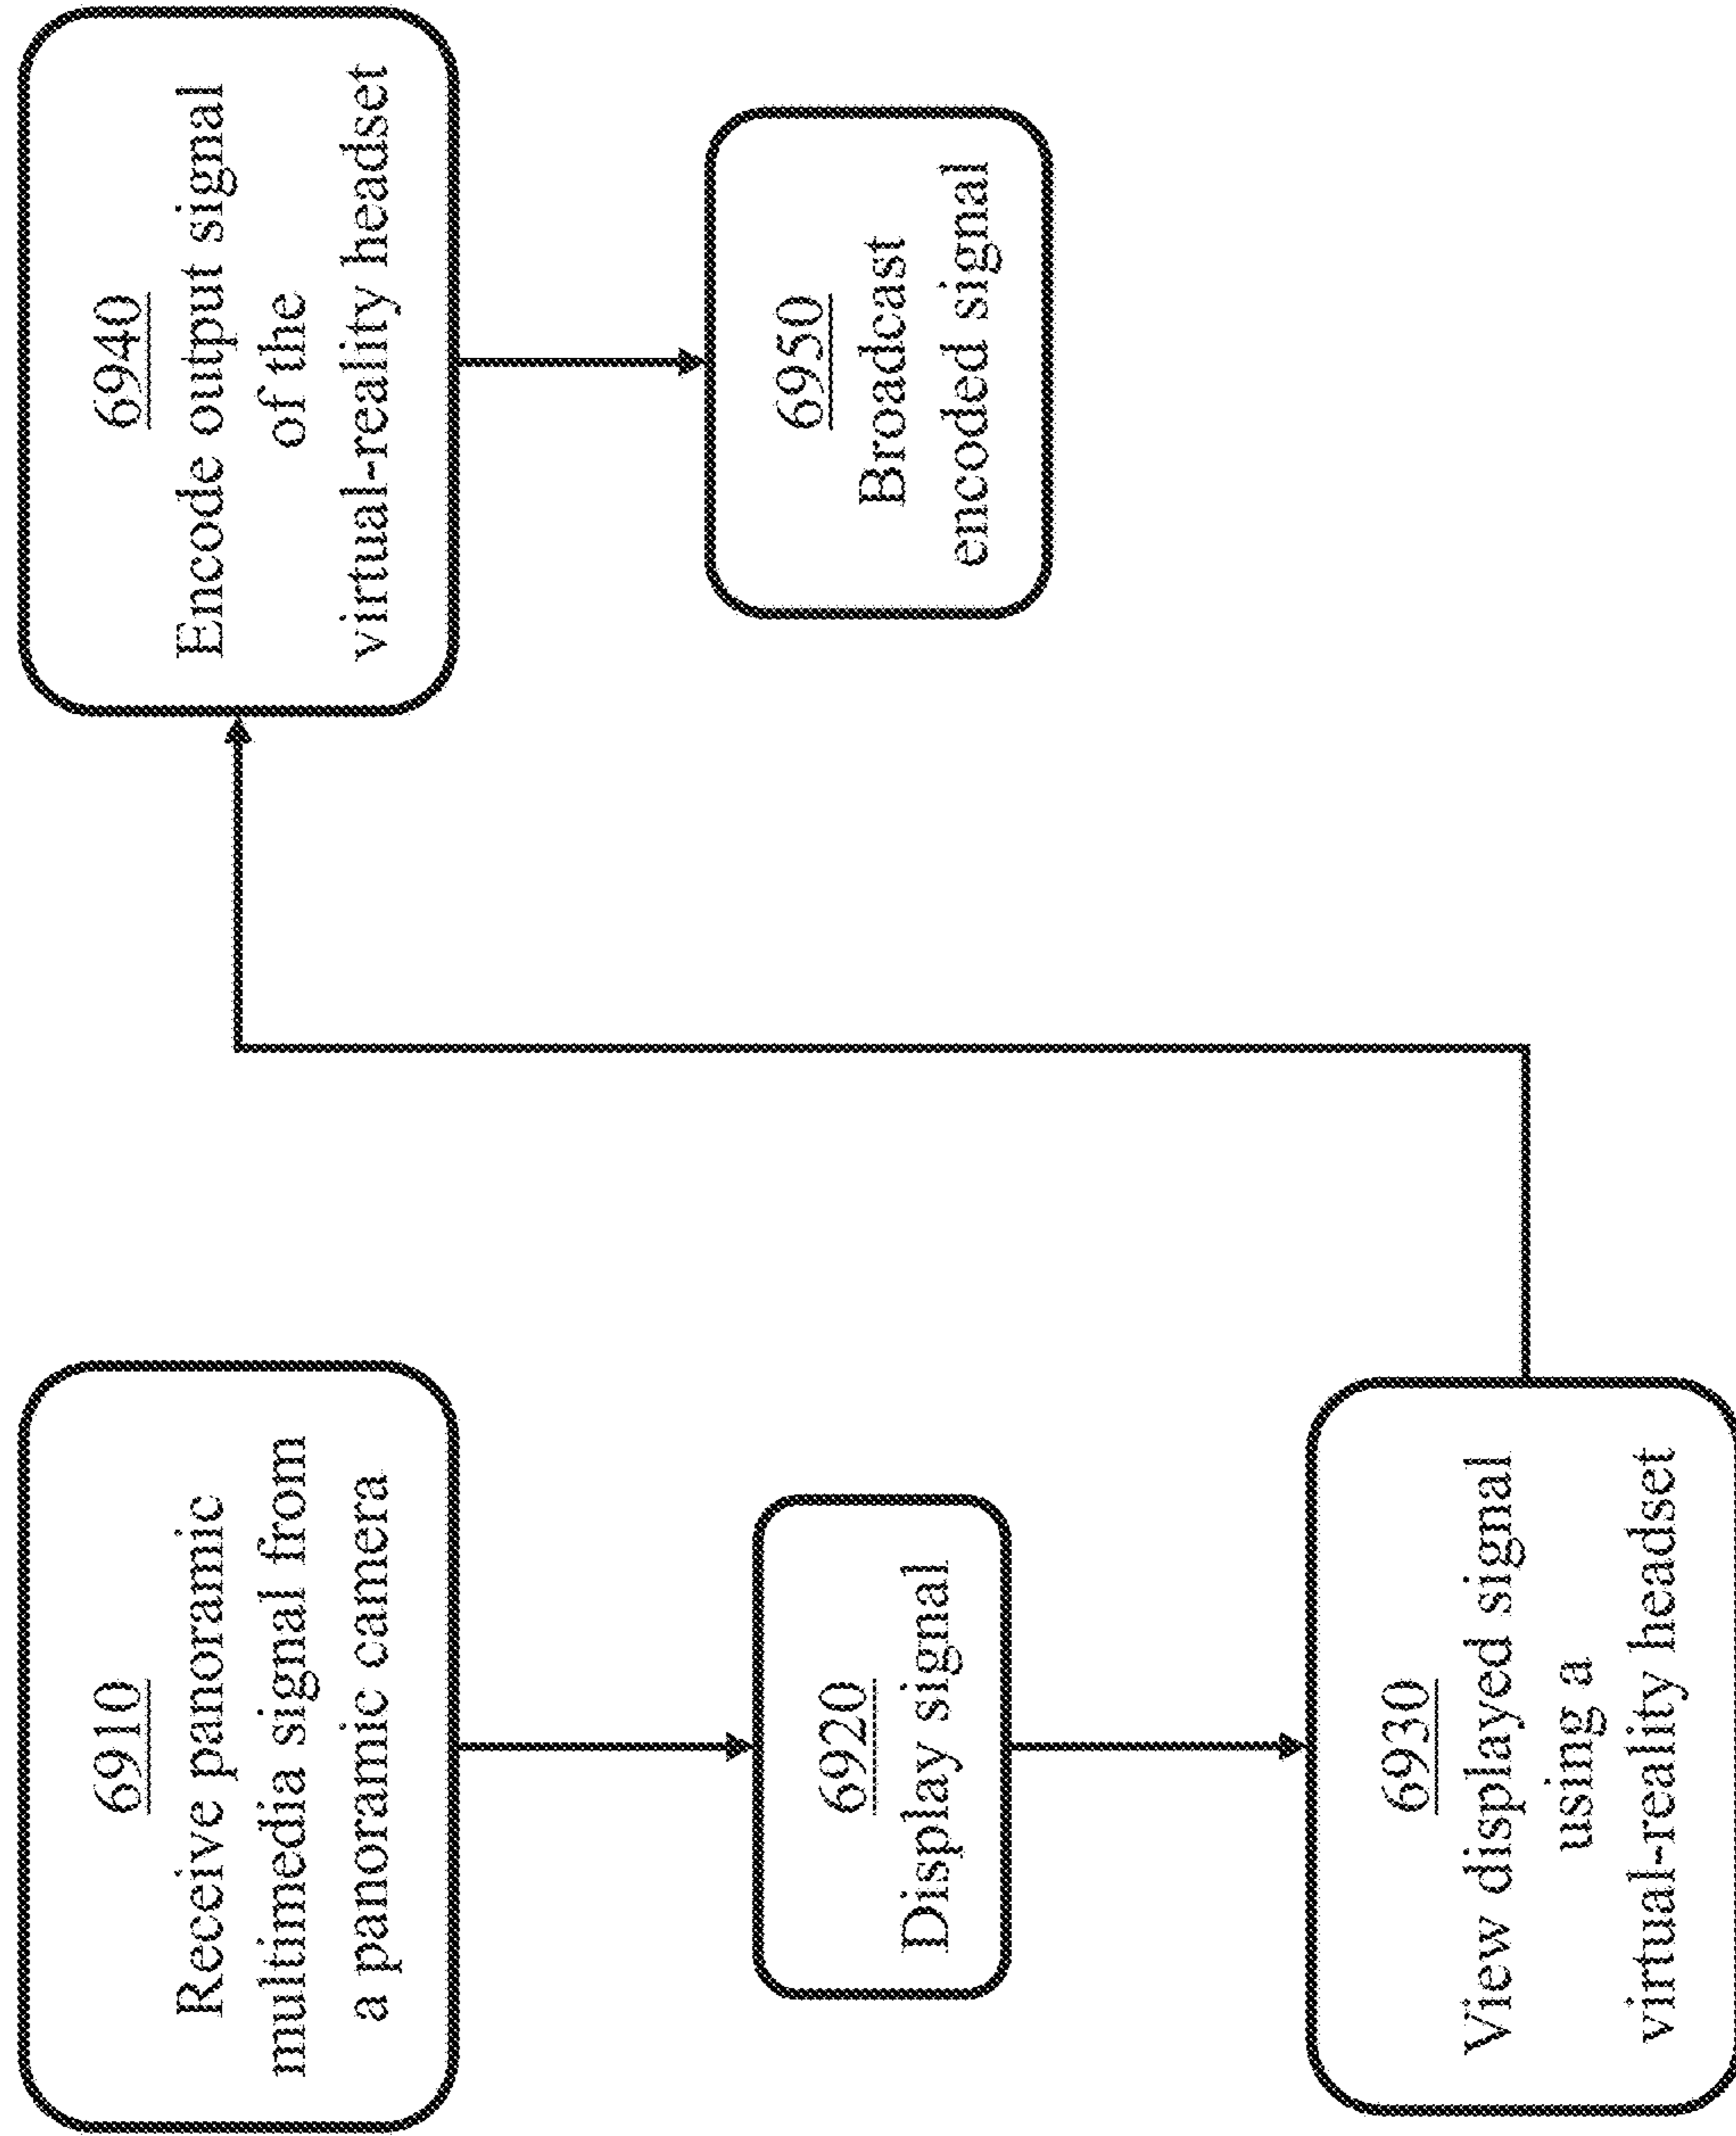 6910
Receive panoramic
multimedia signal from
a panoramic camera
6920
Display signal
6930
View displayed signal
using a
virtual-reality headset
6940
Encode output signal
of the
virtual-reality headset
6950
Broadcast
encoded signal